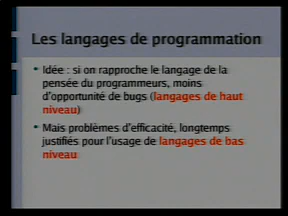 Les langages de programmation
Idée : si on rapproche le langage de la
pensée du programmeurs, moins
d'opportunité de bugs (langages de haut
niveau)
Mais problèmes d'efficacité, longtemps
justifiés pour l'usage de langages de bas
niveau